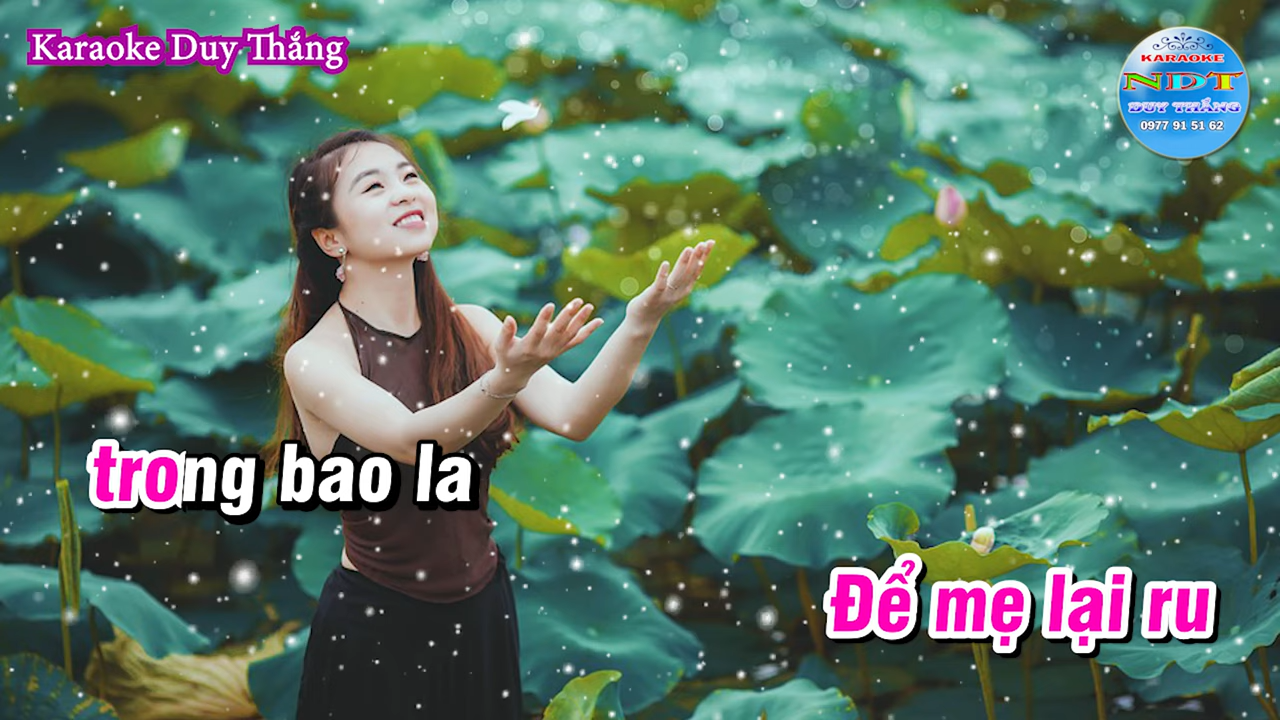 Karaoke Duy Thắng
KARAOKE
NDT
DUY THẮNG
0977 91 51 62
trong bao la
Để mẹ lại ru